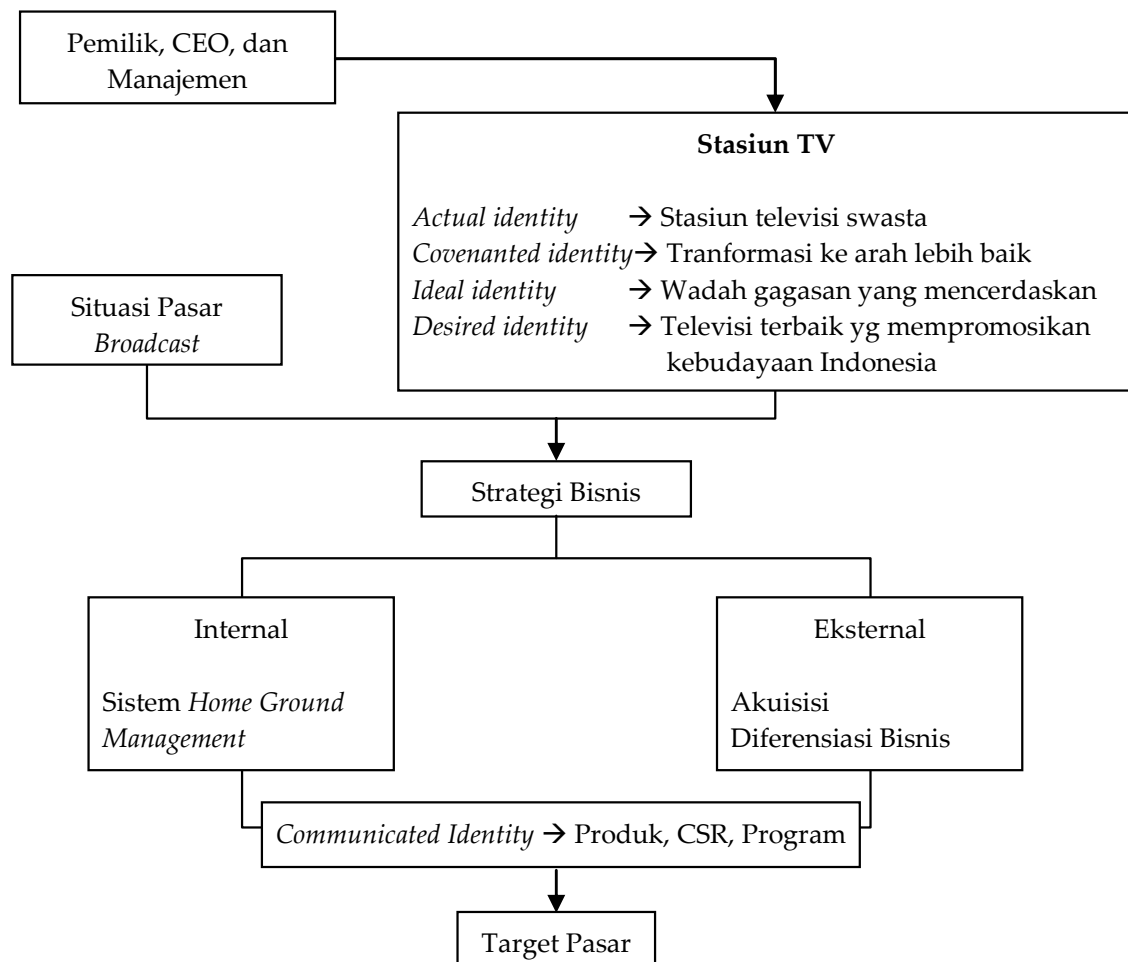 Pemilik, CEO, dan
Manajemen
Stasiun TV
Actual identity → Stasiun televisi swasta
Covenanted identity → Tranformasi ke arah lebih baik
Ideal identity → Wadah gagasan yang mencerdaskan
Desired identity → Televisi terbaik yg mempromosikan
kebudayaan Indonesia
Situasi Pasar
Broadcast
Strategi Bisnis
Internal
Sistem Home Ground
Management
Eksternal
Akuisisi
Diferensiasi Bisnis
Communicated Identity → Produk, CSR, Program
Target Pasar